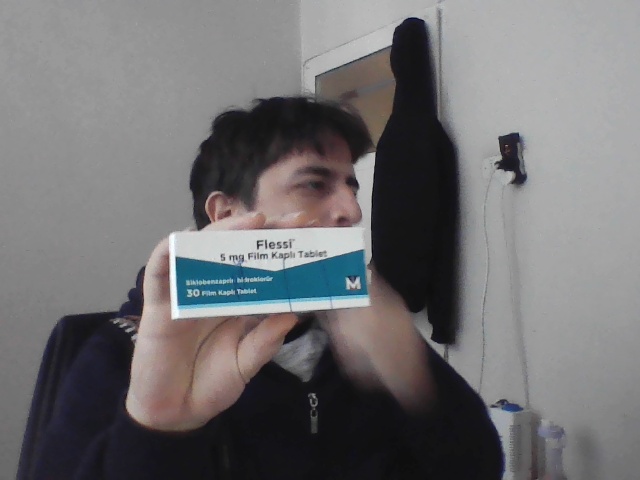 Flessi
5 mg Film Kaplı Tablet
Siklobenzaprin hidroklorür
30 Film Kaplı Tablet
M